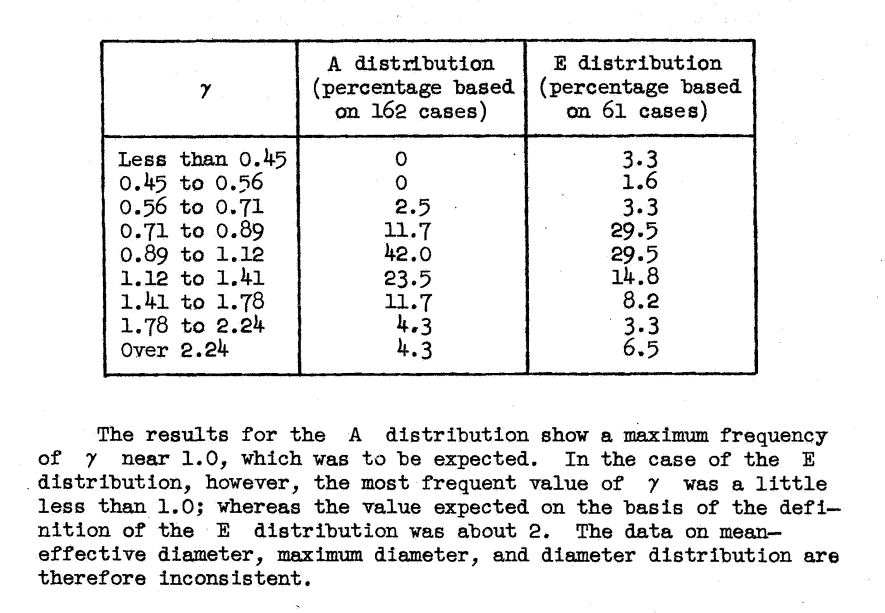 γ
A distribution
(percentage based
on 162 cases)
E distribution
(percentage based
on 61 cases)
Less than 0.45 0 3.3
0.45 to 0.56 0 1.6
0.56 to 0.71 2.5 3.3
0.71 to 0.89 11.7 29.5
0.89 to 1.12 42.0 29.5
1.12 to 1.41 23.5 14.8
1.41 to 1.78 11.7 8.2
1.78 to 2.24 4.3 3.3
Over 2.24 4.3 6.5
The results for the A distribution show a maximum frequency
of γ near 1.0, which was to be expected. In the case of the E
distribution, however, the most frequent value of γ was a little
less than 1.0; whereas the value expected on the basis of the defi-
nition of the E distribution was about 2. The data on mean-
effective diameter, maximum diameter, and diameter distribution are
therefore inconsistent.